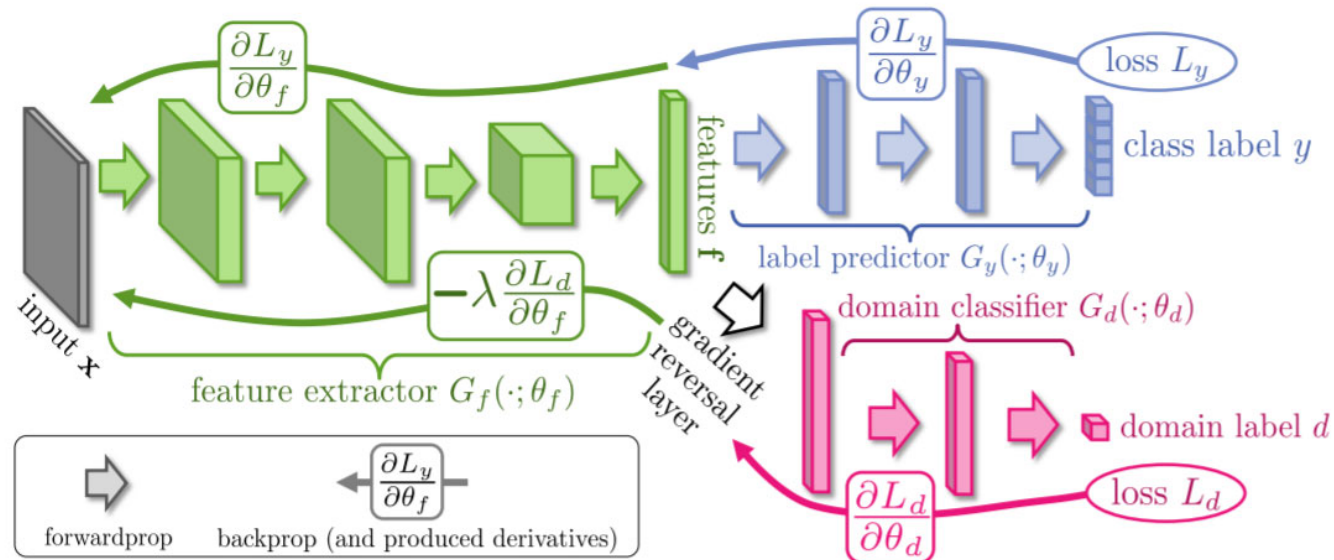 ∂L_y/∂θ_f
∂L_y/∂θ_y
loss L_y
features f
class label y
label predictor G_y(·; θ_y)
input x
−λ ∂L_d/∂θ_f
feature extractor G_f(·; θ_f)
gradient
reversal
layer
domain classifier G_d(·; θ_d)
domain label d
∂L_d/∂θ_d
loss L_d
∂L_y/∂θ_f
forwardprop
backprop (and produced derivatives)